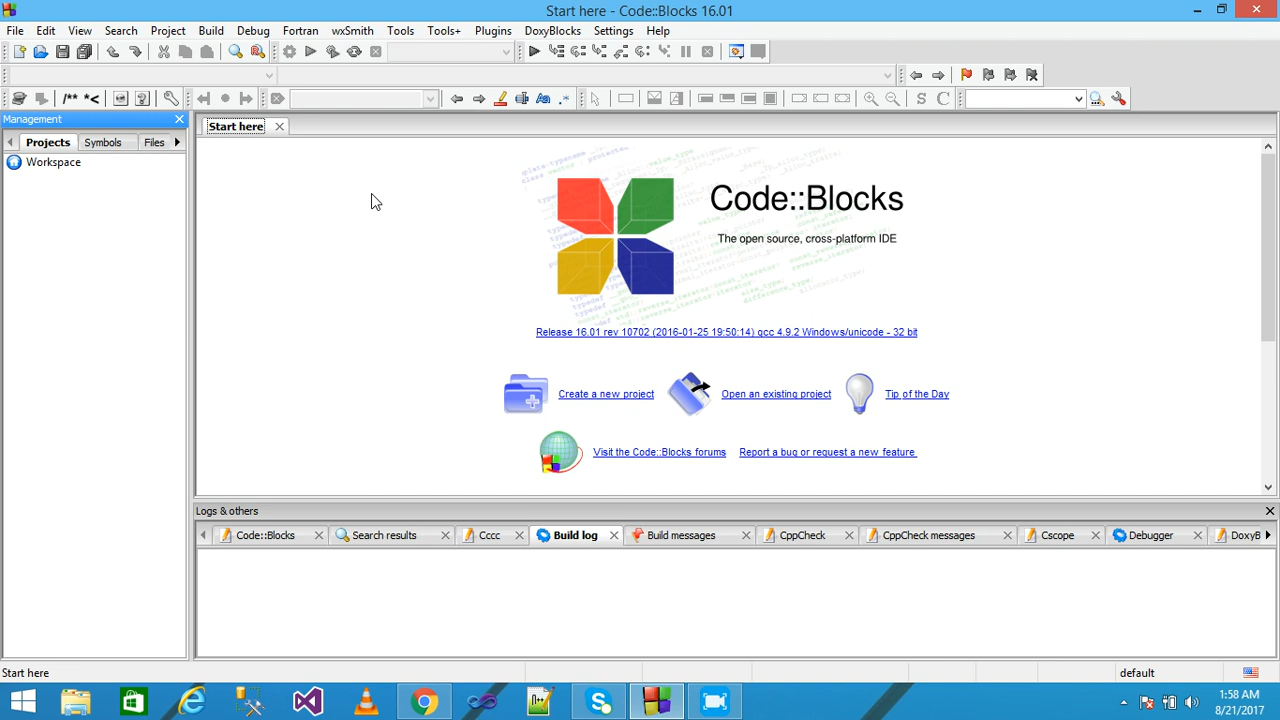 Start here - Code::Blocks 16.01
File Edit View Search Project Build Debug Fortran wxSmith Tools Tools+ Plugins DoxyBlocks Settings Help
/** *<
S C
Management
Start here
Projects Symbols Files
Workspace
Code::Blocks
The open source, cross-platform IDE
Release 16.01 rev 10702 (2016-01-25 19:50:14) gcc 4.9.2 Windows/unicode - 32 bit
Create a new project Open an existing project Tip of the Day
Visit the Code::Blocks forums Report a bug or request a new feature
Logs & others
Code::Blocks Search results Cccc Build log Build messages CppCheck CppCheck messages Cscope Debugger DoxyB
Start here default
1:58 AM
8/21/2017